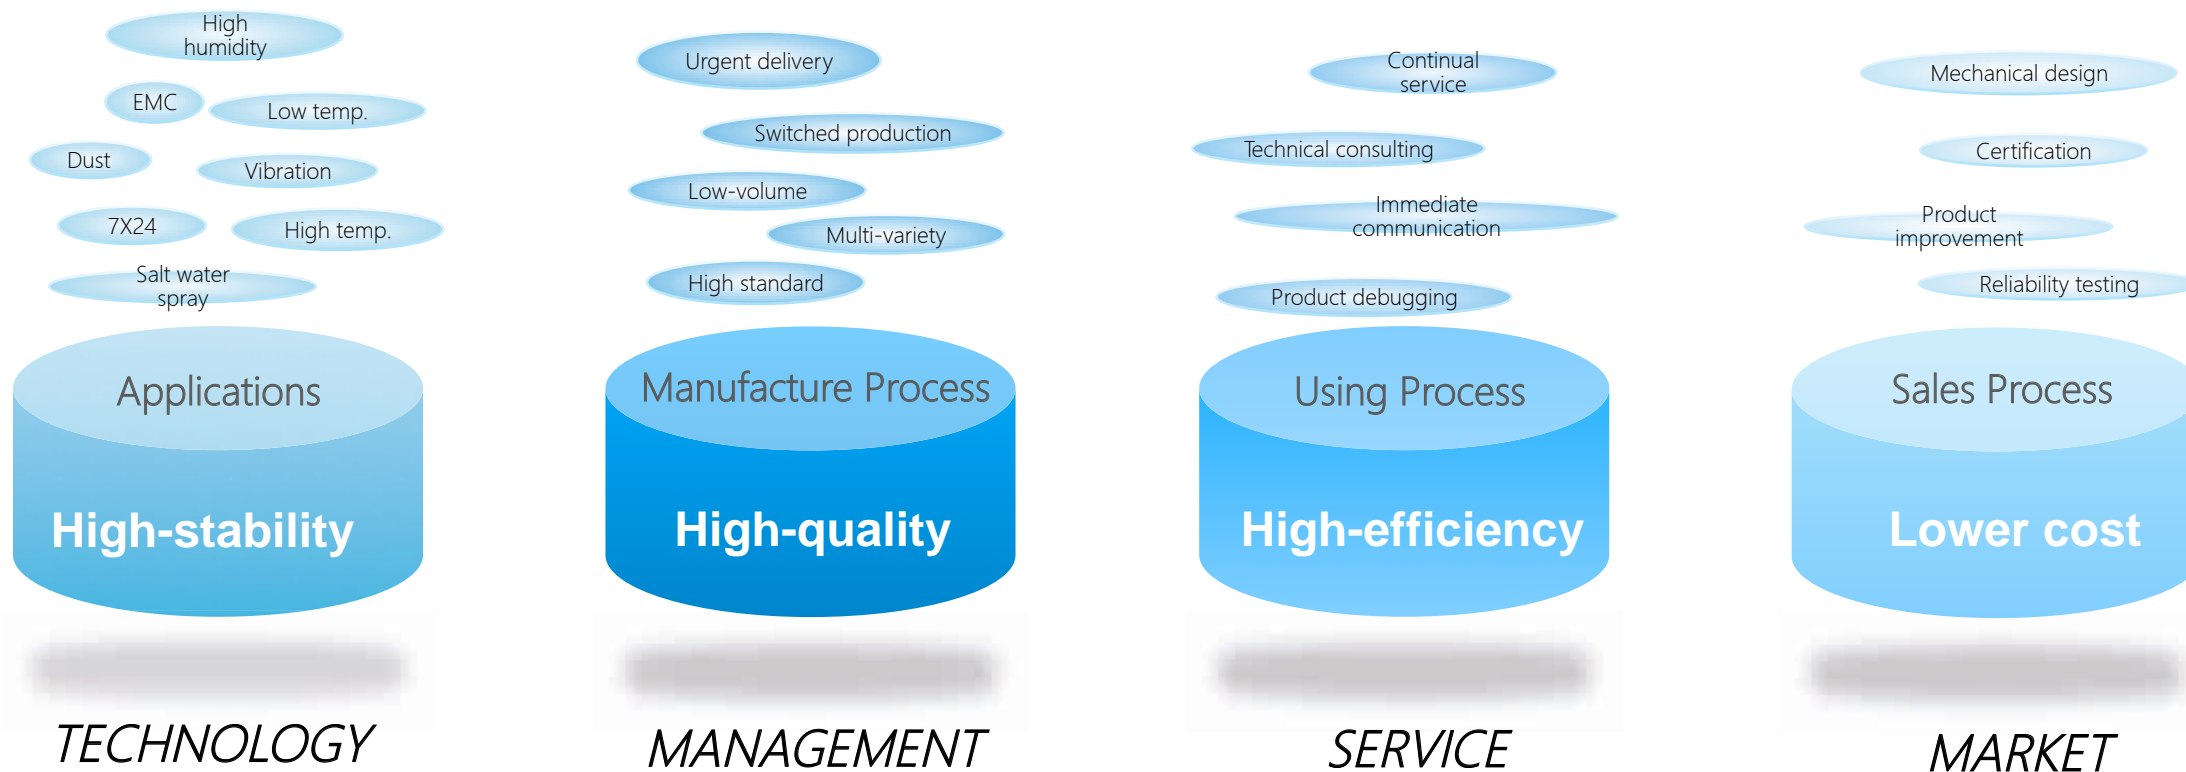 High
humidity
EMC
Low temp.
Dust
Vibration
7X24
High temp.
Salt water
spray
Applications
High-stability
TECHNOLOGY
Urgent delivery
Switched production
Low-volume
Multi-variety
High standard
Manufacture Process
High-quality
MANAGEMENT
Continual
service
Technical consulting
Immediate
communication
Product debugging
Using Process
High-efficiency
SERVICE
Mechanical design
Certification
Product
improvement
Reliability testing
Sales Process
Lower cost
MARKET